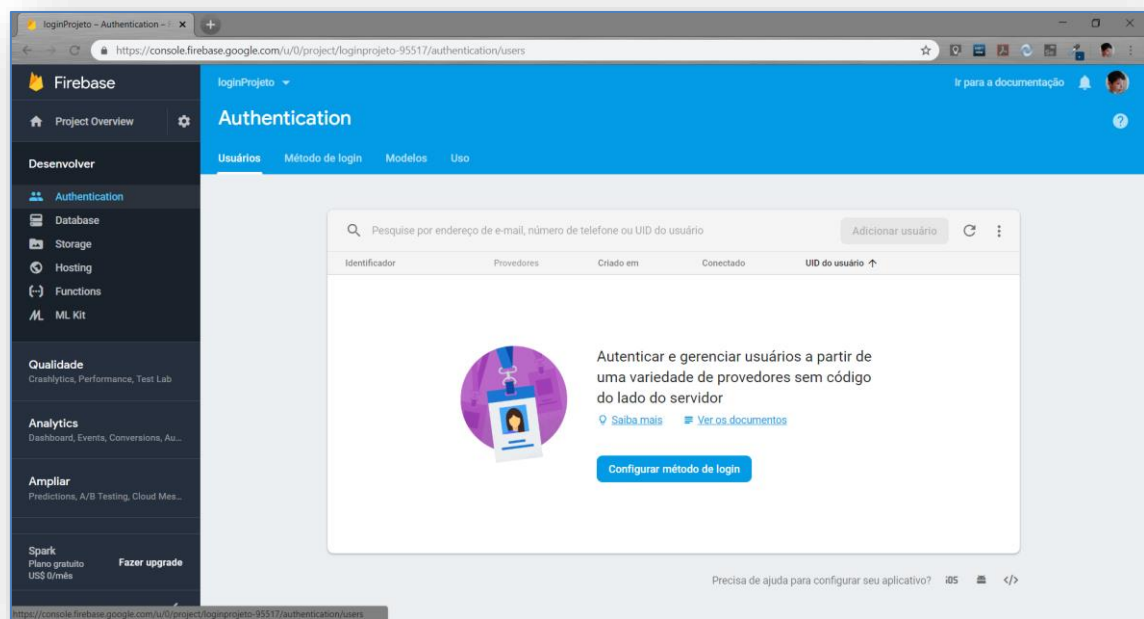 loginProjeto – Authentication –
https://console.firebase.google.com/u/0/project/loginprojeto-95517/authentication/users
Firebase
loginProjeto
Ir para a documentação
Project Overview
Authentication
Desenvolver
Usuários Método de login Modelos Uso
Authentication
Database
Storage
Hosting
Functions
ML Kit
Pesquise por endereço de e-mail, número de telefone ou UID do usuário
Adicionar usuário
Identificador Provedores Criado em Conectado UID do usuário
Autenticar e gerenciar usuários a partir de
uma variedade de provedores sem código
do lado do servidor
Saiba mais Ver os documentos
Configurar método de login
Qualidade
Crashlytics, Performance, Test Lab
Analytics
Dashboard, Events, Conversions, Au...
Ampliar
Predictions, A/B Testing, Cloud Mes...
Spark
Plano gratuito
US$ 0/mês
Fazer upgrade
Precisa de ajuda para configurar seu aplicativo? iOS </>
https://console.firebase.google.com/u/0/project/loginprojeto-95517/authentication/users